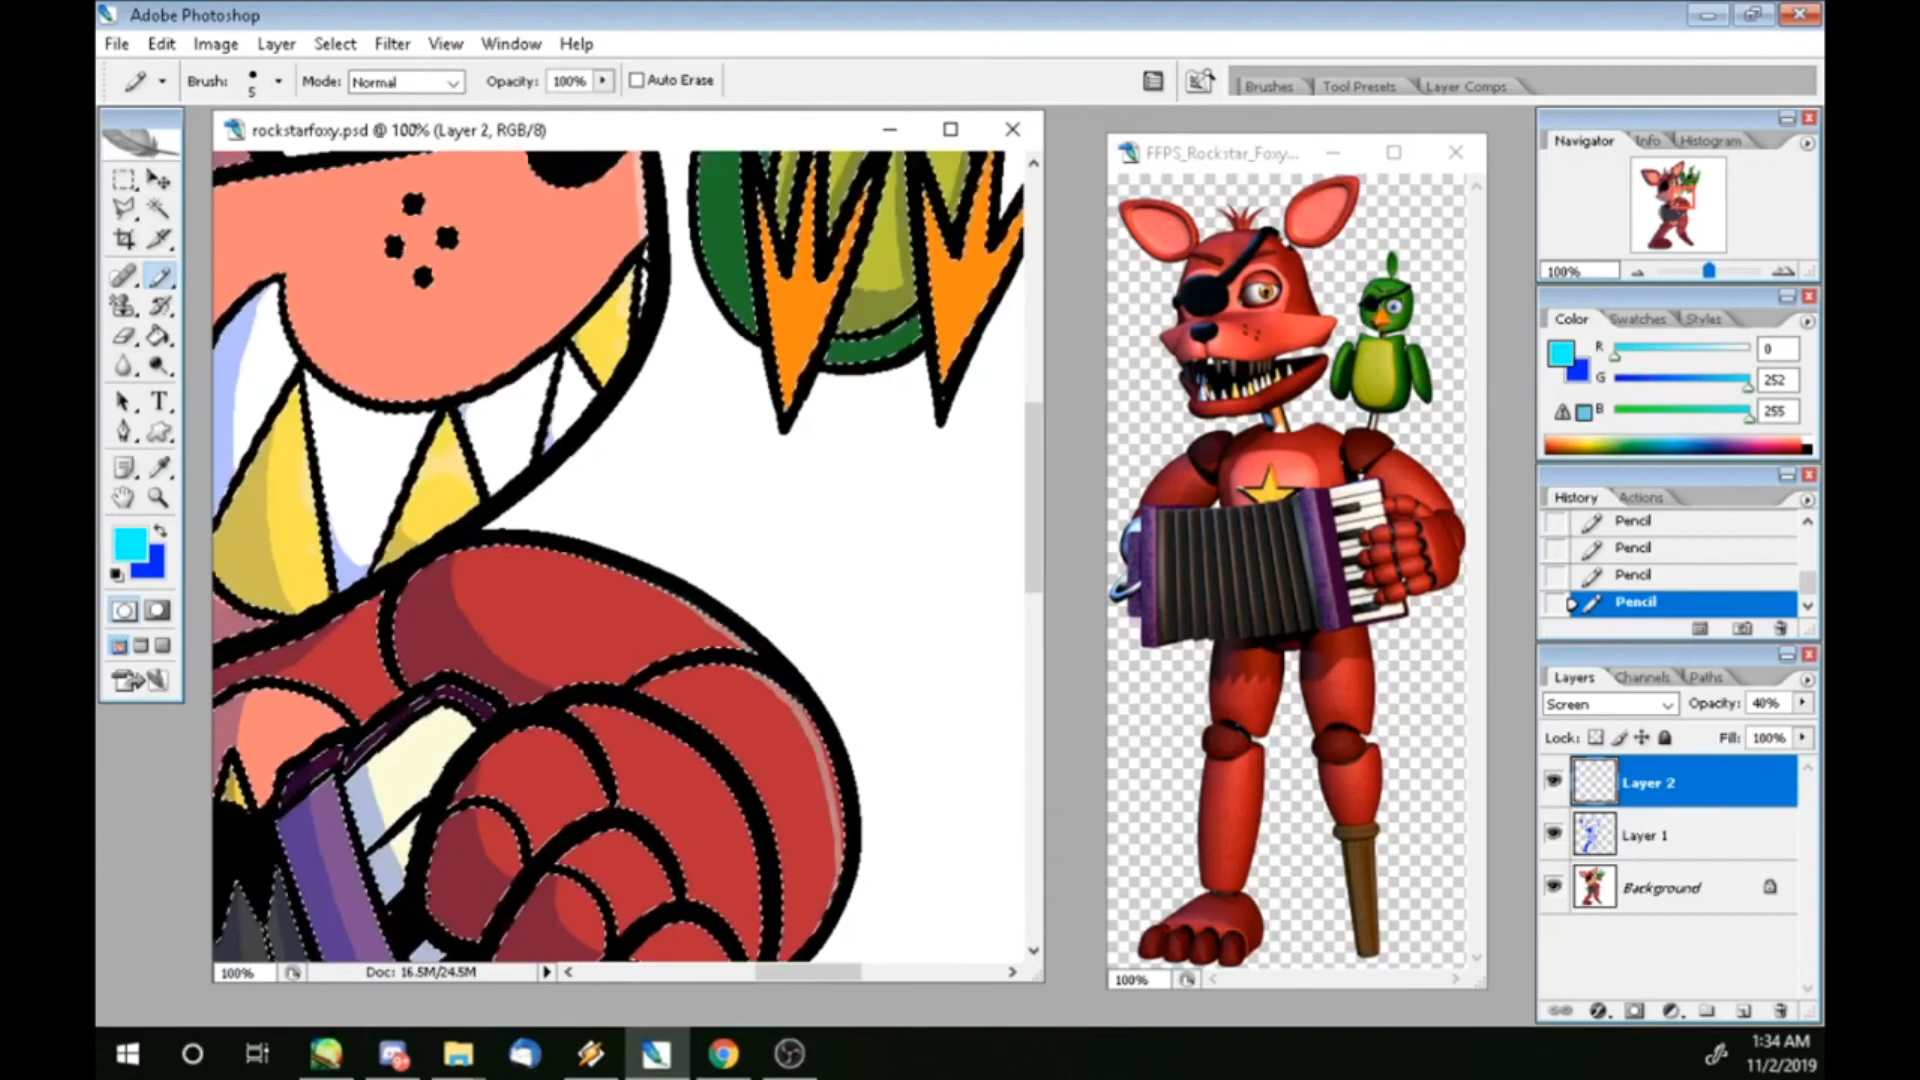 Adobe Photoshop
File Edit Image Layer Select Filter View Window Help
Brush: 5 Mode: Normal Opacity: 100% Auto Erase
Brushes Tool Presets Layer Comps
rockstarfoxy.psd @ 100% (Layer 2, RGB/8)
FFPS_Rockstar_Foxy...
Navigator Info Histogram
100%
Color Swatches Styles
R 0
G 252
B 255
History Actions
Pencil
Pencil
Pencil
Pencil
Layers Channels Paths
Screen Opacity: 40%
Lock: Fill: 100%
Layer 2
Layer 1
Background
100% Doc: 16.5M/24.5M
100%
9+
1:34 AM
11/2/2019